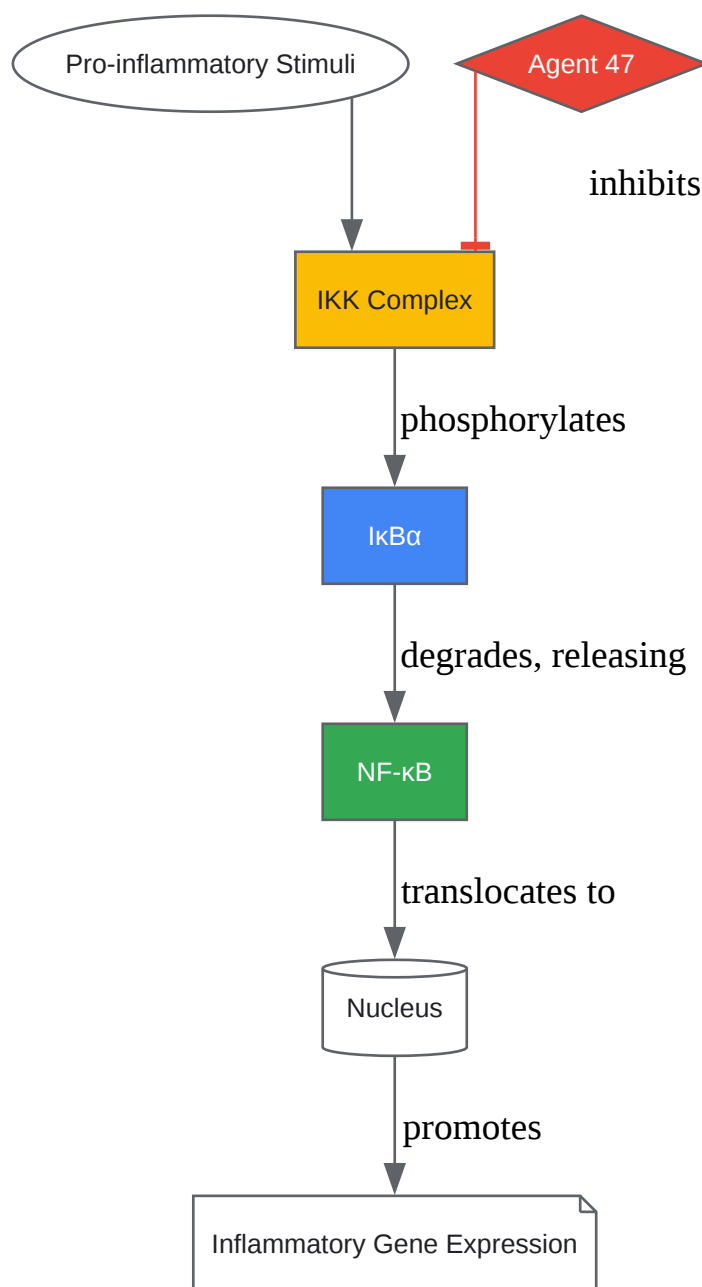 Pro-inflammatory Stimuli
Agent 47
inhibits
IKK Complex
phosphorylates
IκBα
degrades, releasing
NF-κB
translocates to
Nucleus
promotes
Inflammatory Gene Expression